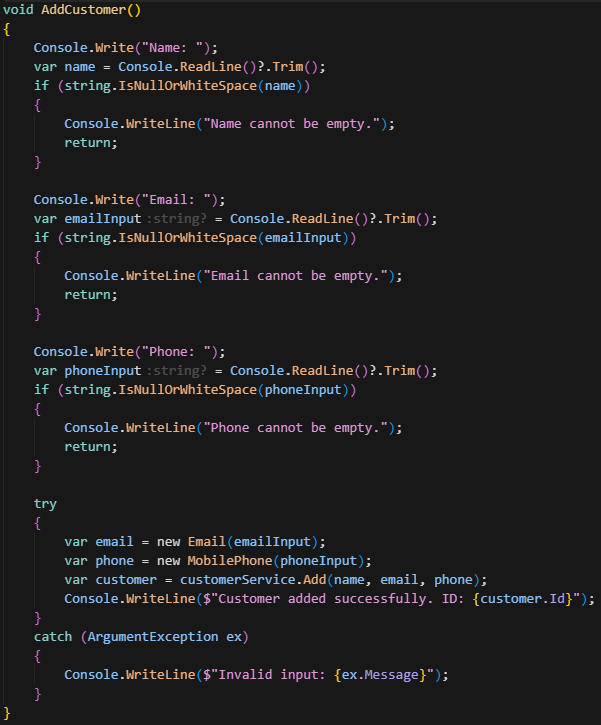 void AddCustomer()
{
    Console.Write("Name: ");
    var name = Console.ReadLine()?.Trim();
    if (string.IsNullOrWhiteSpace(name))
    {
        Console.WriteLine("Name cannot be empty.");
        return;
    }

    Console.Write("Email: ");
    var emailInput :string? = Console.ReadLine()?.Trim();
    if (string.IsNullOrWhiteSpace(emailInput))
    {
        Console.WriteLine("Email cannot be empty.");
        return;
    }

    Console.Write("Phone: ");
    var phoneInput :string? = Console.ReadLine()?.Trim();
    if (string.IsNullOrWhiteSpace(phoneInput))
    {
        Console.WriteLine("Phone cannot be empty.");
        return;
    }

    try
    {
        var email = new Email(emailInput);
        var phone = new MobilePhone(phoneInput);
        var customer = customerService.Add(name, email, phone);
        Console.WriteLine($"Customer added successfully. ID: {customer.Id}");
    }
    catch (ArgumentException ex)
    {
        Console.WriteLine($"Invalid input: {ex.Message}");
    }
}